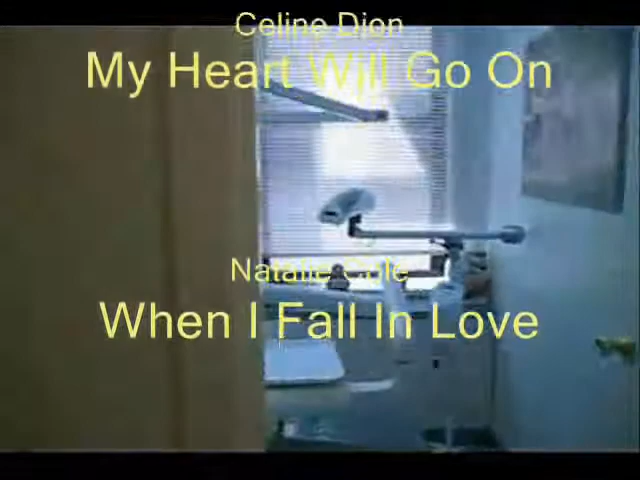 Celine Dion
My Heart Will Go On
Natalie Cole
When I Fall In Love